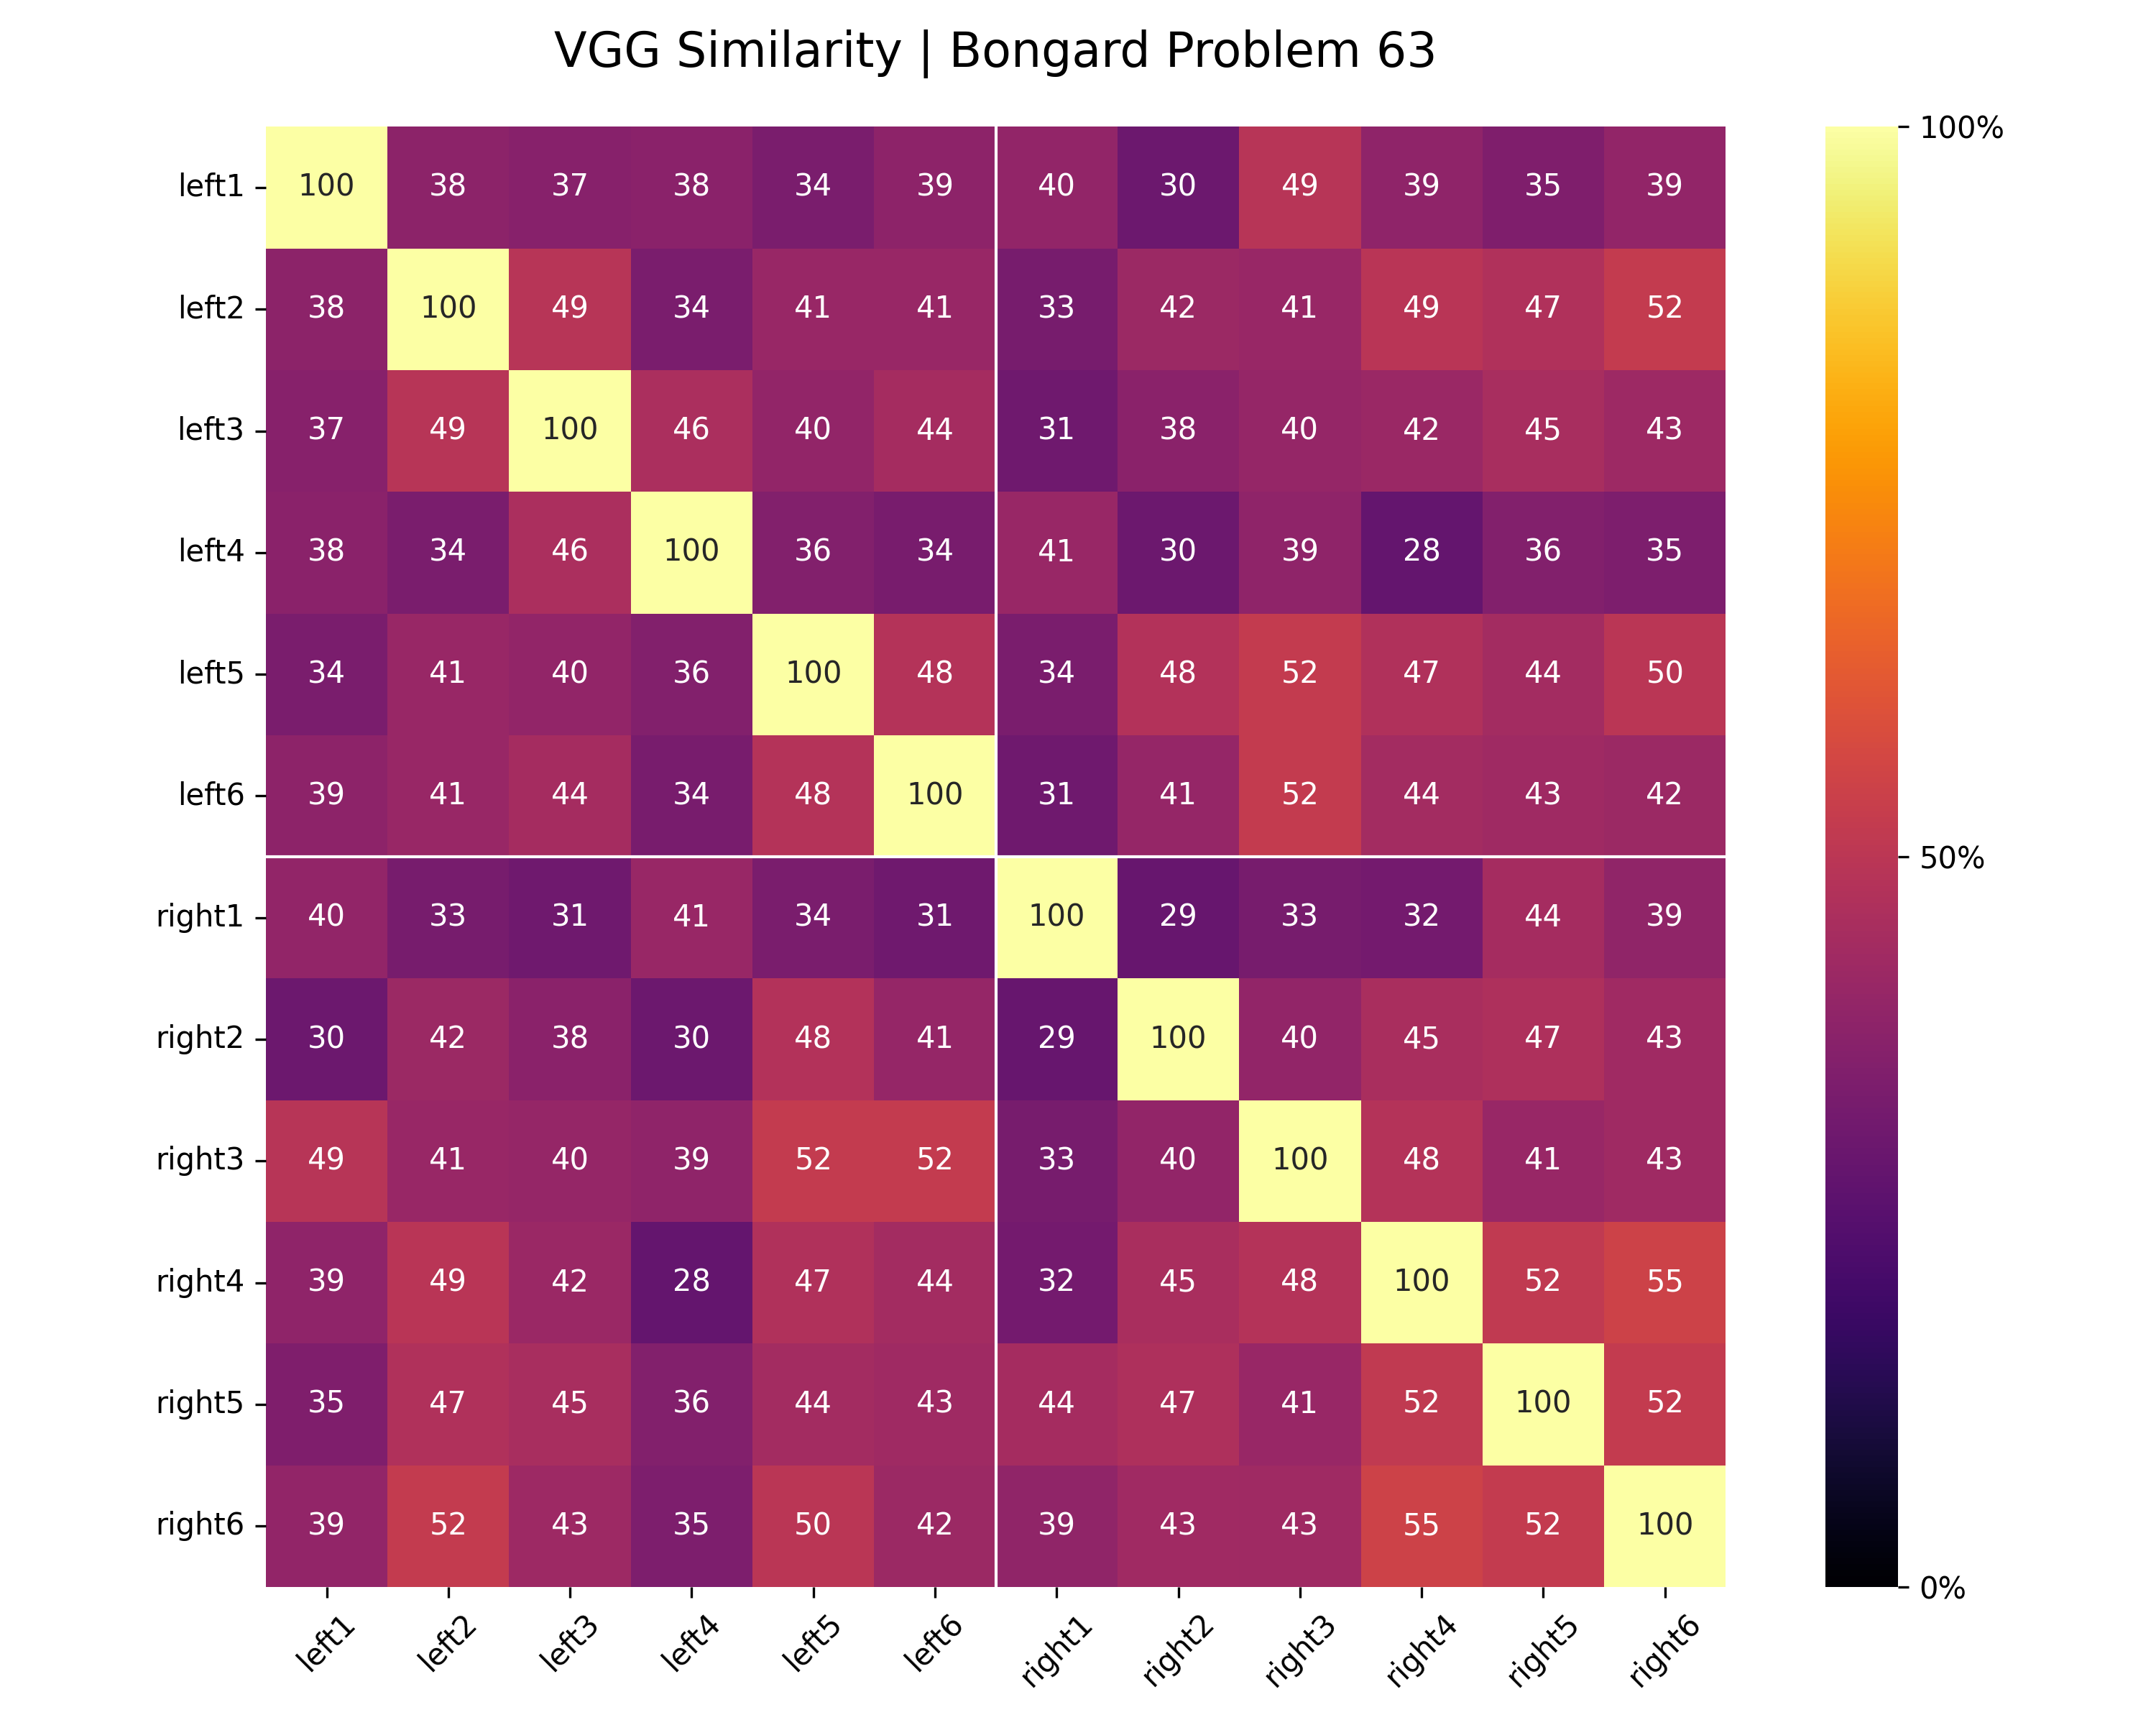 VGG Similarity | Bongard Problem 63
left1 100 38 37 38 34 39 40 30 49 39 35 39
left2 38 100 49 34 41 41 33 42 41 49 47 52
left3 37 49 100 46 40 44 31 38 40 42 45 43
left4 38 34 46 100 36 34 41 30 39 28 36 35
left5 34 41 40 36 100 48 34 48 52 47 44 50
left6 39 41 44 34 48 100 31 41 52 44 43 42
right1 40 33 31 41 34 31 100 29 33 32 44 39
right2 30 42 38 30 48 41 29 100 40 45 47 43
right3 49 41 40 39 52 52 33 40 100 48 41 43
right4 39 49 42 28 47 44 32 45 48 100 52 55
right5 35 47 45 36 44 43 44 47 41 52 100 52
right6 39 52 43 35 50 42 39 43 43 55 52 100
left1 left2 left3 left4 left5 left6 right1 right2 right3 right4 right5 right6
100%
50%
0%